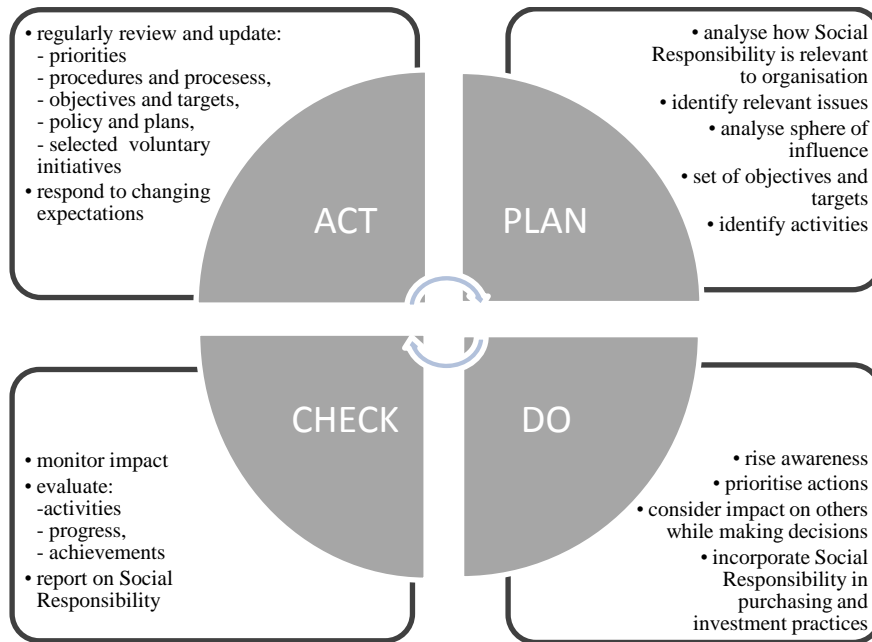 • regularly review and update:
- priorities
- procedures and procesess,
- objectives and targets,
- policy and plans,
- selected voluntary
initiatives
• respond to changing
expectations
ACT
• analyse how Social
Responsibility is relevant
to organisation
• identify relevant issues
• analyse sphere of
influence
• set of objectives and
targets
• identify activities
PLAN
• monitor impact
• evaluate:
-activities
- progress,
- achievements
• report on Social
Responsibility
CHECK
• rise awareness
• prioritise actions
• consider impact on others
while making decisions
• incorporate Social
Responsibility in
purchasing and
investment practices
DO